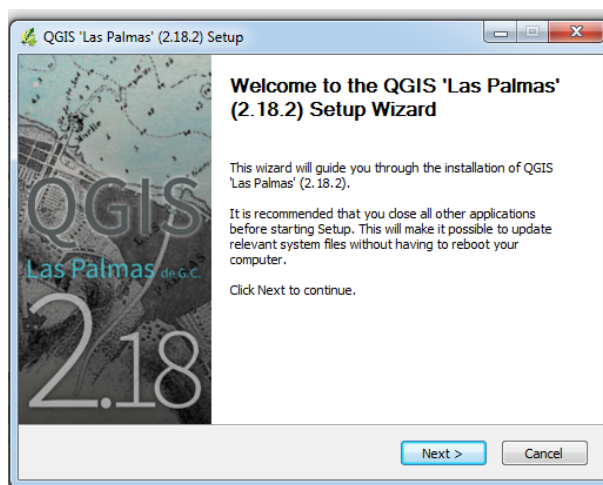 QGIS 'Las Palmas' (2.18.2) Setup
QGIS
Las Palmas de G.C.
2.18
Welcome to the QGIS 'Las Palmas'
(2.18.2) Setup Wizard
This wizard will guide you through the installation of QGIS
'Las Palmas' (2.18.2).
It is recommended that you close all other applications
before starting Setup. This will make it possible to update
relevant system files without having to reboot your
computer.
Click Next to continue.
Next >
Cancel